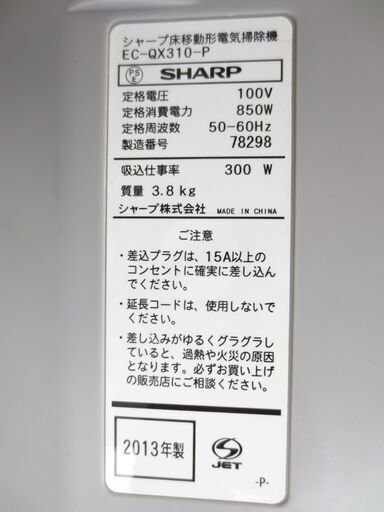 シャープ床移動形電気掃除機
EC-QX310-P
PS
E
SHARP
定格電圧 100V
定格消費電力 850W
定格周波数 50-60Hz
製造番号 78298
吸込仕事率 300 W
質量 3.8 kg
シャープ株式会社 MADE IN CHINA
ご注意
・差込プラグは、15A以上の
コンセントに確実に差し込ん
でください。
・延長コードは、使用しないで
ください。
・差し込みがゆるくグラグラ
していると、過熱や火災の原因
となります。必ずお買い上げ
の販売店にご相談ください。
2013年製
JET
-P-